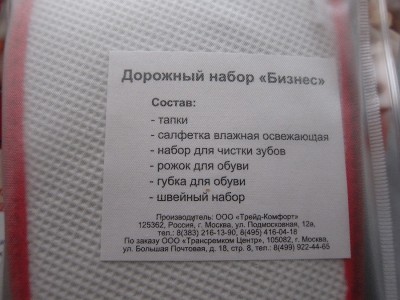 Дорожный набор «Бизнес»
Состав:
- тапки
- салфетка влажная освежающая
- набор для чистки зубов
- рожок для обуви
- губка для обуви
- швейный набор
Производитель: ООО «Трейд-Комфорт»
125362, Россия, г. Москва, ул. Подмосковная, 12а,
тел.: 8(383) 216-13-90, 8(495) 416-04-18
По заказу ООО «Трансремком Центр», 105082, г. Москва,
ул. Большая Почтовая, д. 18, стр. 8, тел.: 8(499) 922-44-65